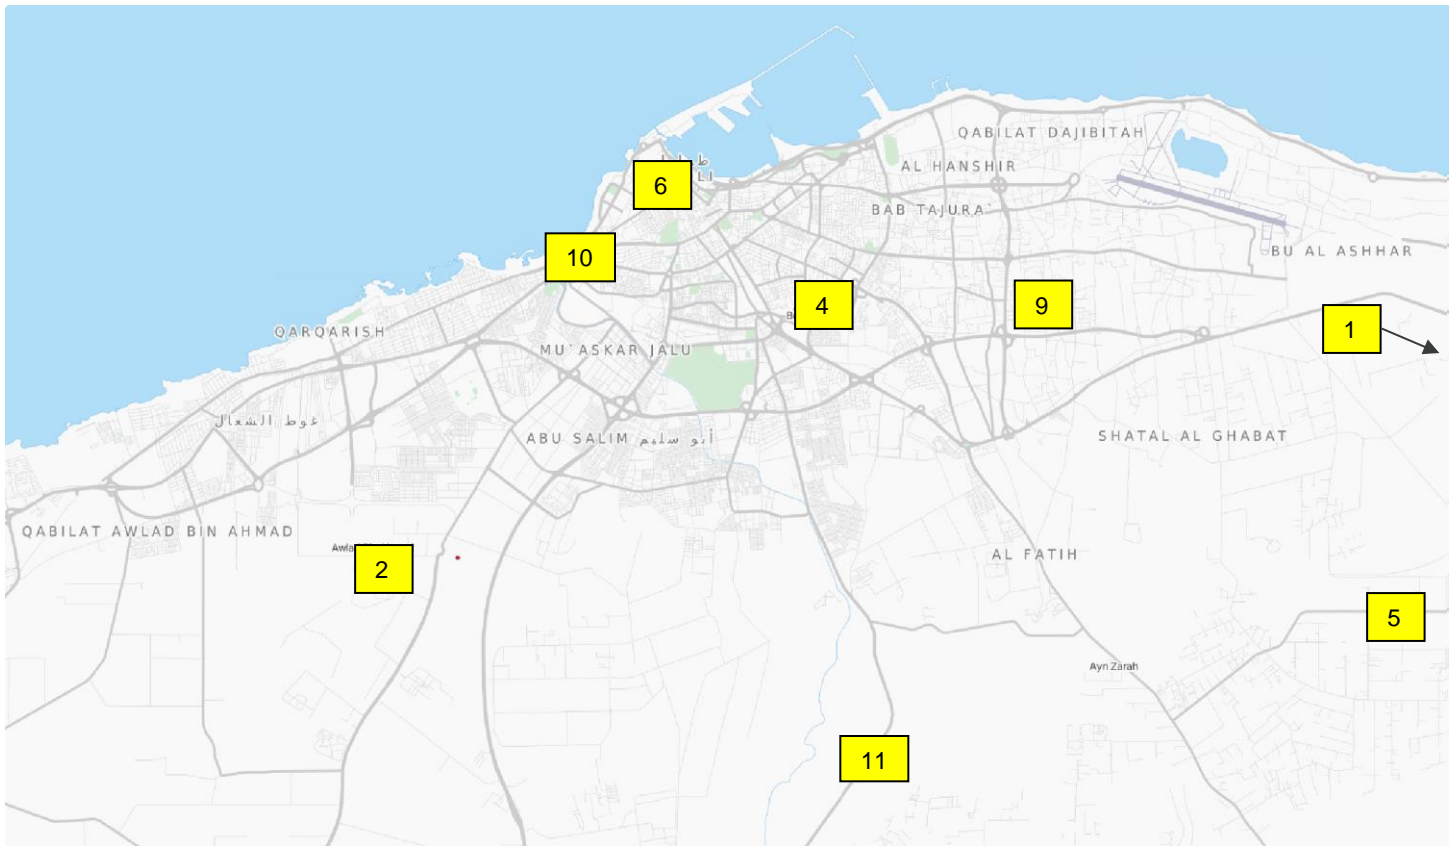 QABILAT DAJIBITAH
AL HANSHIR
6
BAB TAJURA`
BU AL ASHHAR
10
4
9
1
QARQARISH
MU`ASKAR JALU
غوط الشعال
ABU SALIM أبو سليم
SHATAL AL GHABAT
QABILAT AWLAD BIN AHMAD
AL FATIH
2
5
Ayn Zarah
11